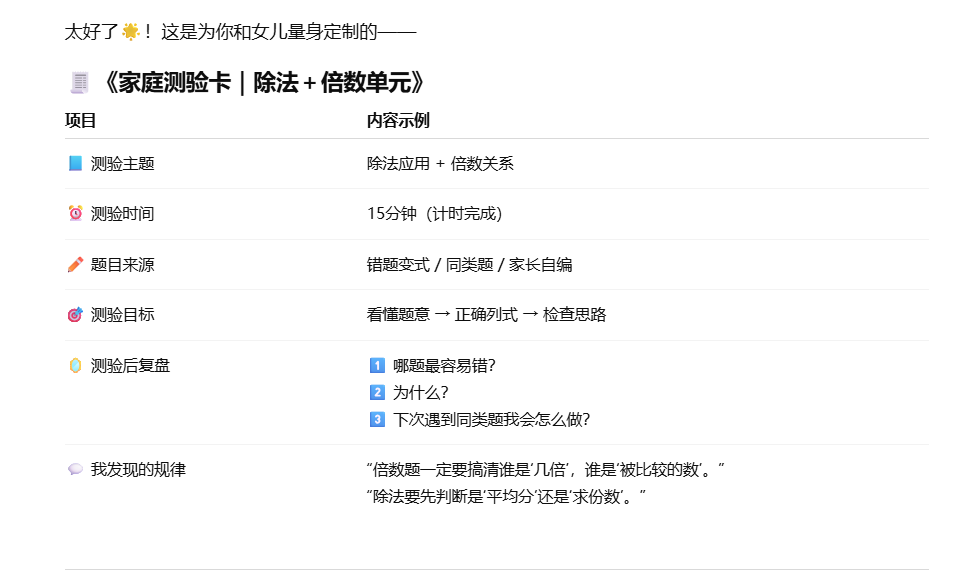 太好了🌟！这是为你和女儿量身定制的——
🧾《家庭测验卡｜除法＋倍数单元》
项目 内容示例
📘 测验主题 除法应用 + 倍数关系
⏰ 测验时间 15分钟（计时完成）
✏️ 题目来源 错题变式 / 同类题 / 家长自编
🎯 测验目标 看懂题意 → 正确列式 → 检查思路
🪞 测验后复盘 1️⃣ 哪题最容易错？
2️⃣ 为什么？
3️⃣ 下次遇到同类题我会怎么做？
💬 我发现的规律 “倍数题一定要搞清谁是‘几倍’，谁是‘被比较的数’。”
“除法要先判断是‘平均分’还是‘求份数’。”